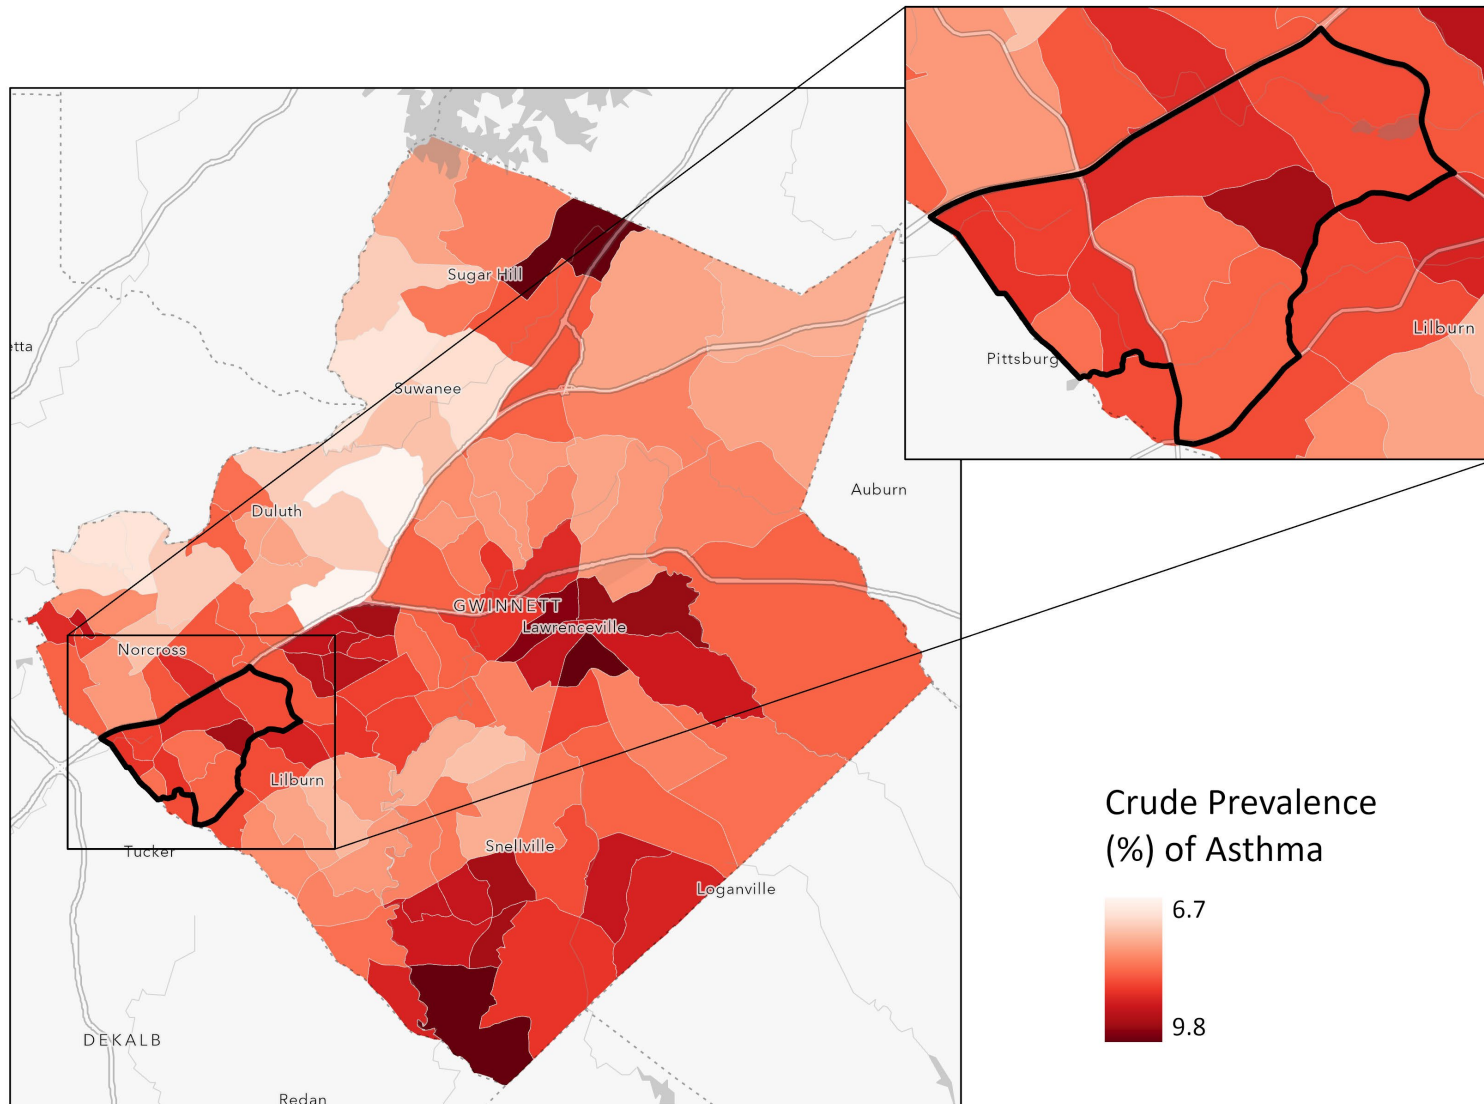 Sugar Hill
etta
Suwanee
Duluth
Auburn
GWINNETT
Lawrenceville
Norcross
Lilburn
Tucker
Snellville
Loganville
DEKALB
Redan
Pittsburg
Lilburn
Crude Prevalence
(%) of Asthma
6.7
9.8